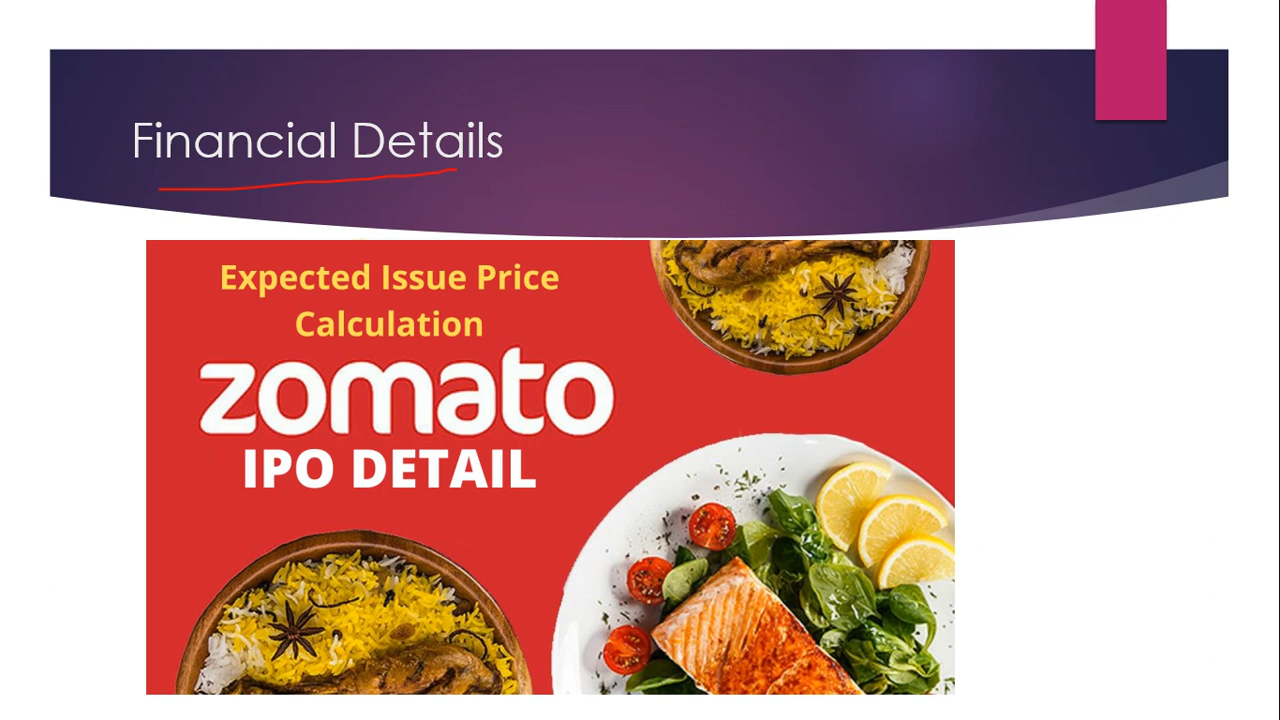 Financial Details
Expected Issue Price
Calculation
zomato
IPO DETAIL